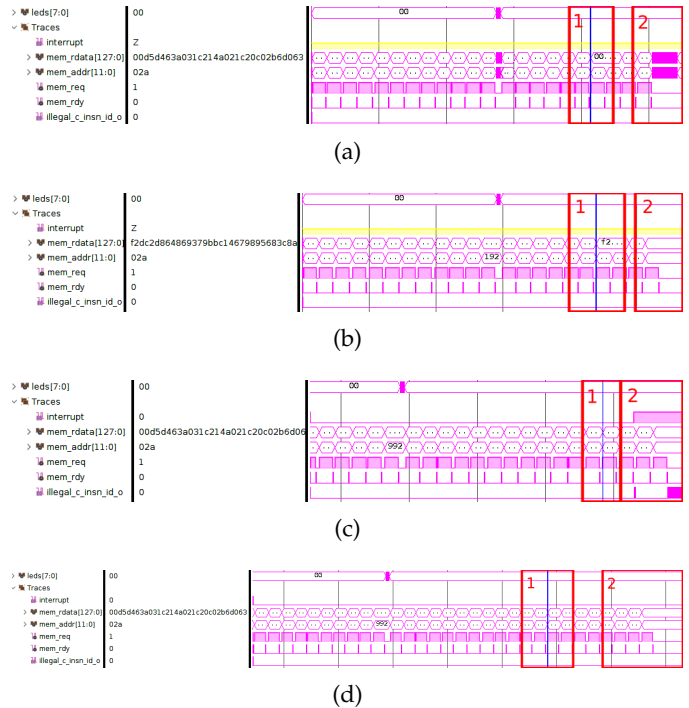 leds[7:0] 00 00
Traces
interrupt Z
mem_rdata[127:0] 00d5d463a031c214a021c20c02b6d063 00...
mem_addr[11:0] 02a
mem_req 1
mem_rdy 0
illegal_c_insn_id_o 0
1 2
(a)
leds[7:0] 00 00
Traces
interrupt Z
mem_rdata[127:0] f2dc2d864869379bbc14679895683c8a f2...
mem_addr[11:0] 02a 192
mem_req 1
mem_rdy 0
illegal_c_insn_id_o 0
1 2
(b)
leds[7:0] 00 00
Traces
interrupt 0
mem_rdata[127:0] 00d5d463a031c214a021c20c02b6d06
mem_addr[11:0] 02a 992
mem_req 1
mem_rdy 0
illegal_c_insn_id_o 0
1 2
(c)
leds[7:0] 00 00
Traces
interrupt 0
mem_rdata[127:0] 00d5d463a031c214a021c20c02b6d063
mem_addr[11:0] 02a 992
mem_req 1
mem_rdy 0
illegal_c_insn_id_o 0
1 2
(d)